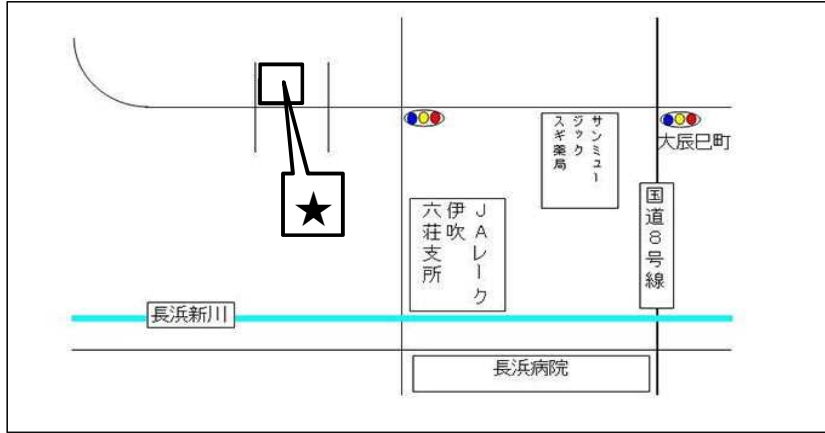 サンミュー
ジック
スギ薬局
大辰巳町
国道8号線
JAレーク
伊吹
六荘支所
★
長浜新川
長浜病院